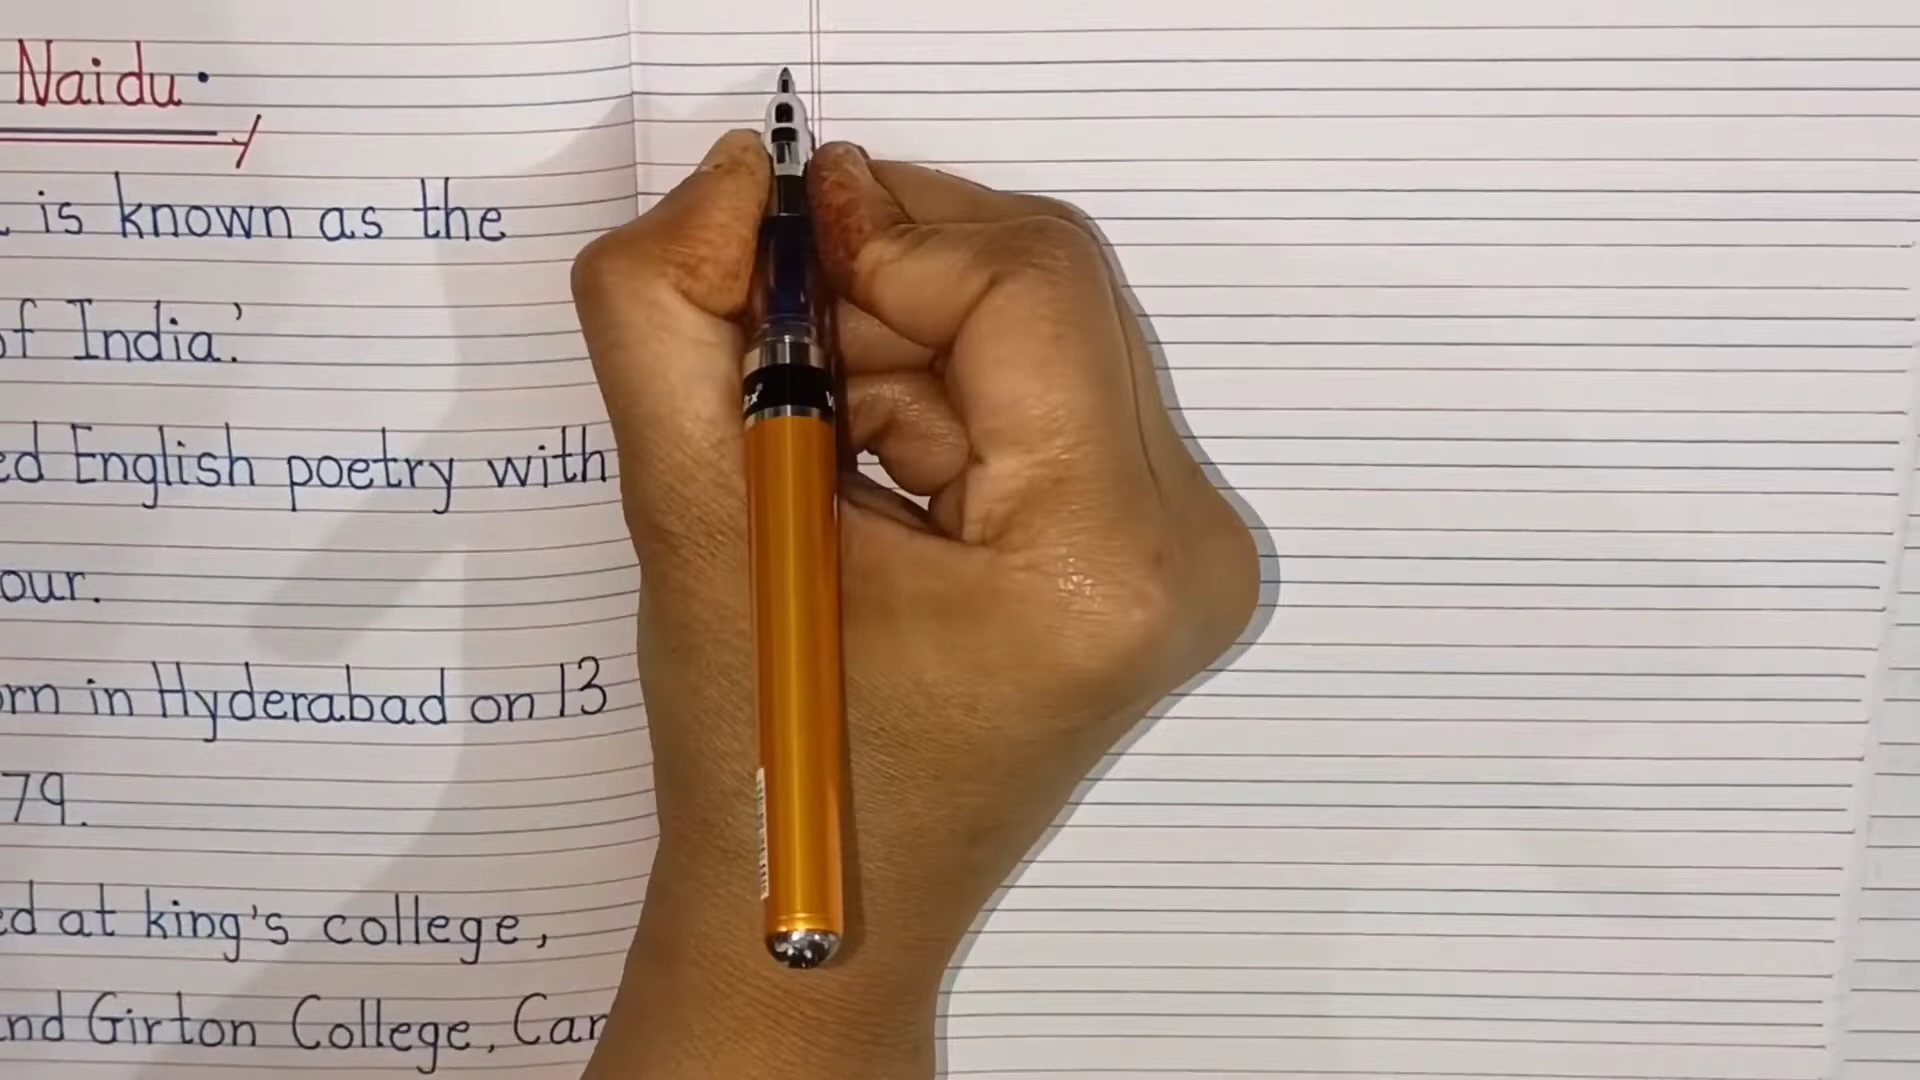 Naidu.
is known as the
of India.'
ed English poetry with
our.
rn in Hyderabad on 13
79.
ed at king's college,
nd Girton College, Car